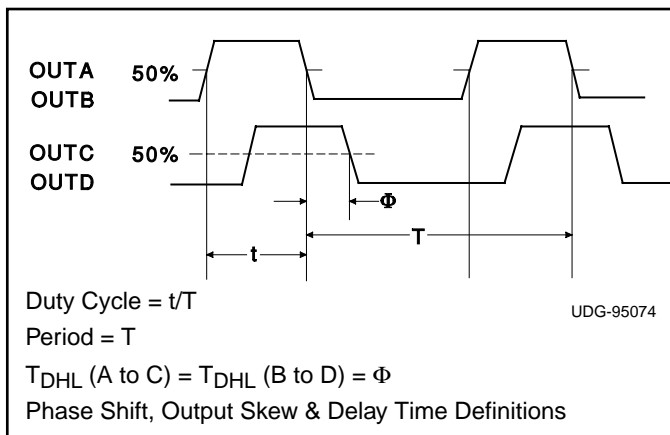 OUTA 50%
OUTB
OUTC 50%
OUTD
Φ
T
t
Duty Cycle = t/T
UDG-95074
Period = T
TDHL (A to C) = TDHL (B to D) = Φ
Phase Shift, Output Skew & Delay Time Definitions